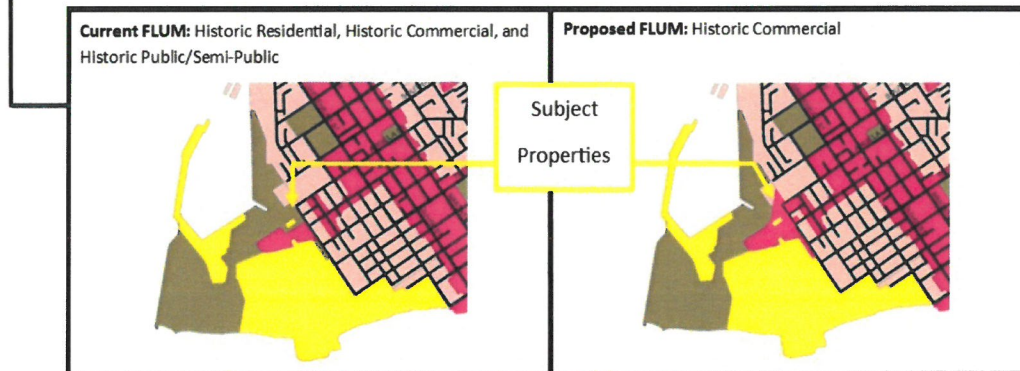 Current FLUM: Historic Residential, Historic Commercial, and
Historic Public/Semi-Public
Proposed FLUM: Historic Commercial
Subject
Properties